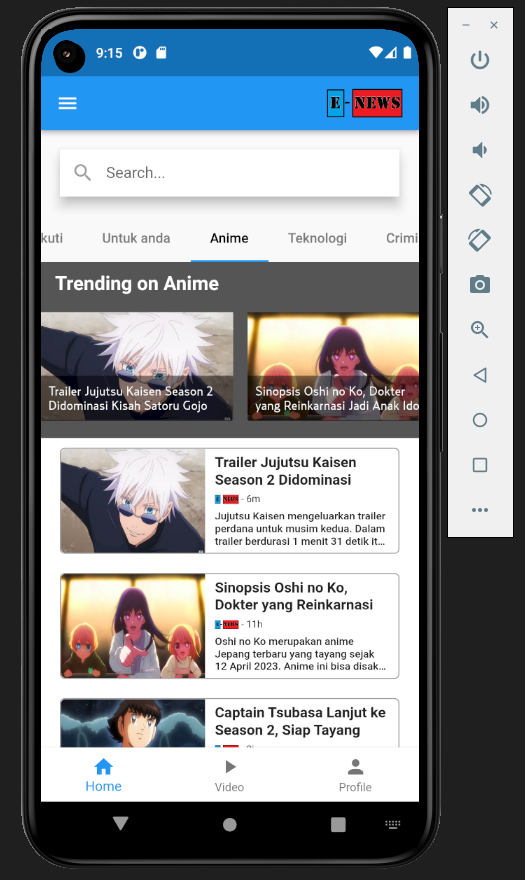 9:15
E-NEWS
Search...
kuti
Untuk anda
Anime
Teknologi
Crimi
Trending on Anime
Trailer Jujutsu Kaisen Season 2
Didominasi Kisah Satoru Gojo
Sinopsis Oshi no Ko, Dokter
yang Reinkarnasi Jadi Anak Ido
Trailer Jujutsu Kaisen
Season 2 Didominasi
E-NEWS - 6m
Jujutsu Kaisen mengeluarkan trailer
perdana untuk musim kedua. Dalam
trailer berdurasi 1 menit 31 detik it...
Sinopsis Oshi no Ko,
Dokter yang Reinkarnasi
E-NEWS - 11h
Oshi no Ko merupakan anime
Jepang terbaru yang tayang sejak
12 April 2023. Anime ini bisa disak...
Captain Tsubasa Lanjut ke
Season 2, Siap Tayang
Home
Video
Profile